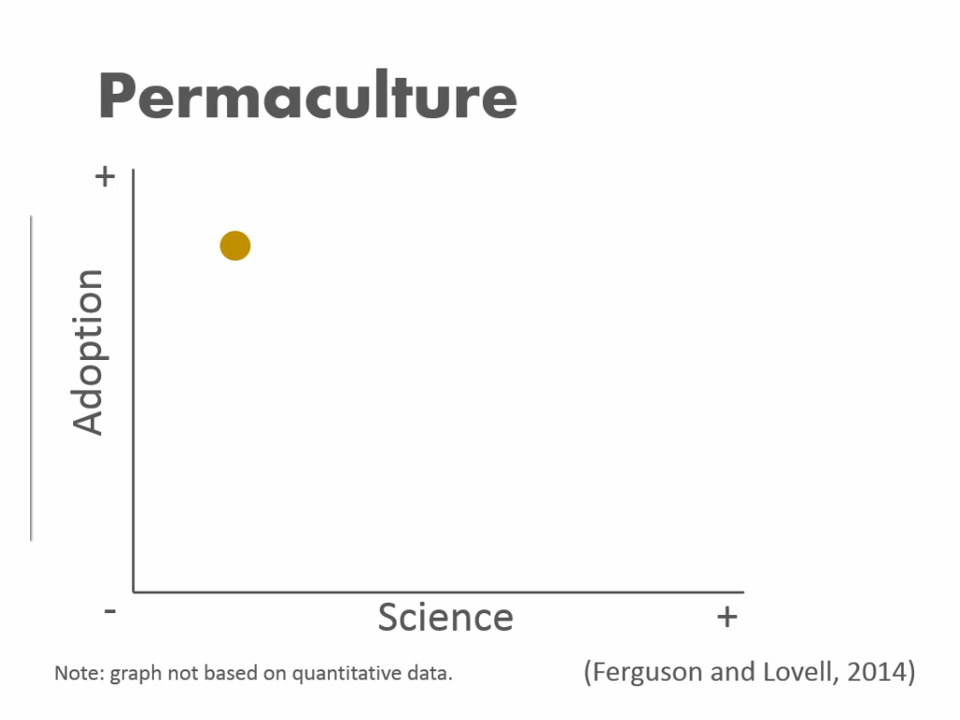 Permaculture
+
Adoption
-
Science
+
Note: graph not based on quantitative data.
(Ferguson and Lovell, 2014)